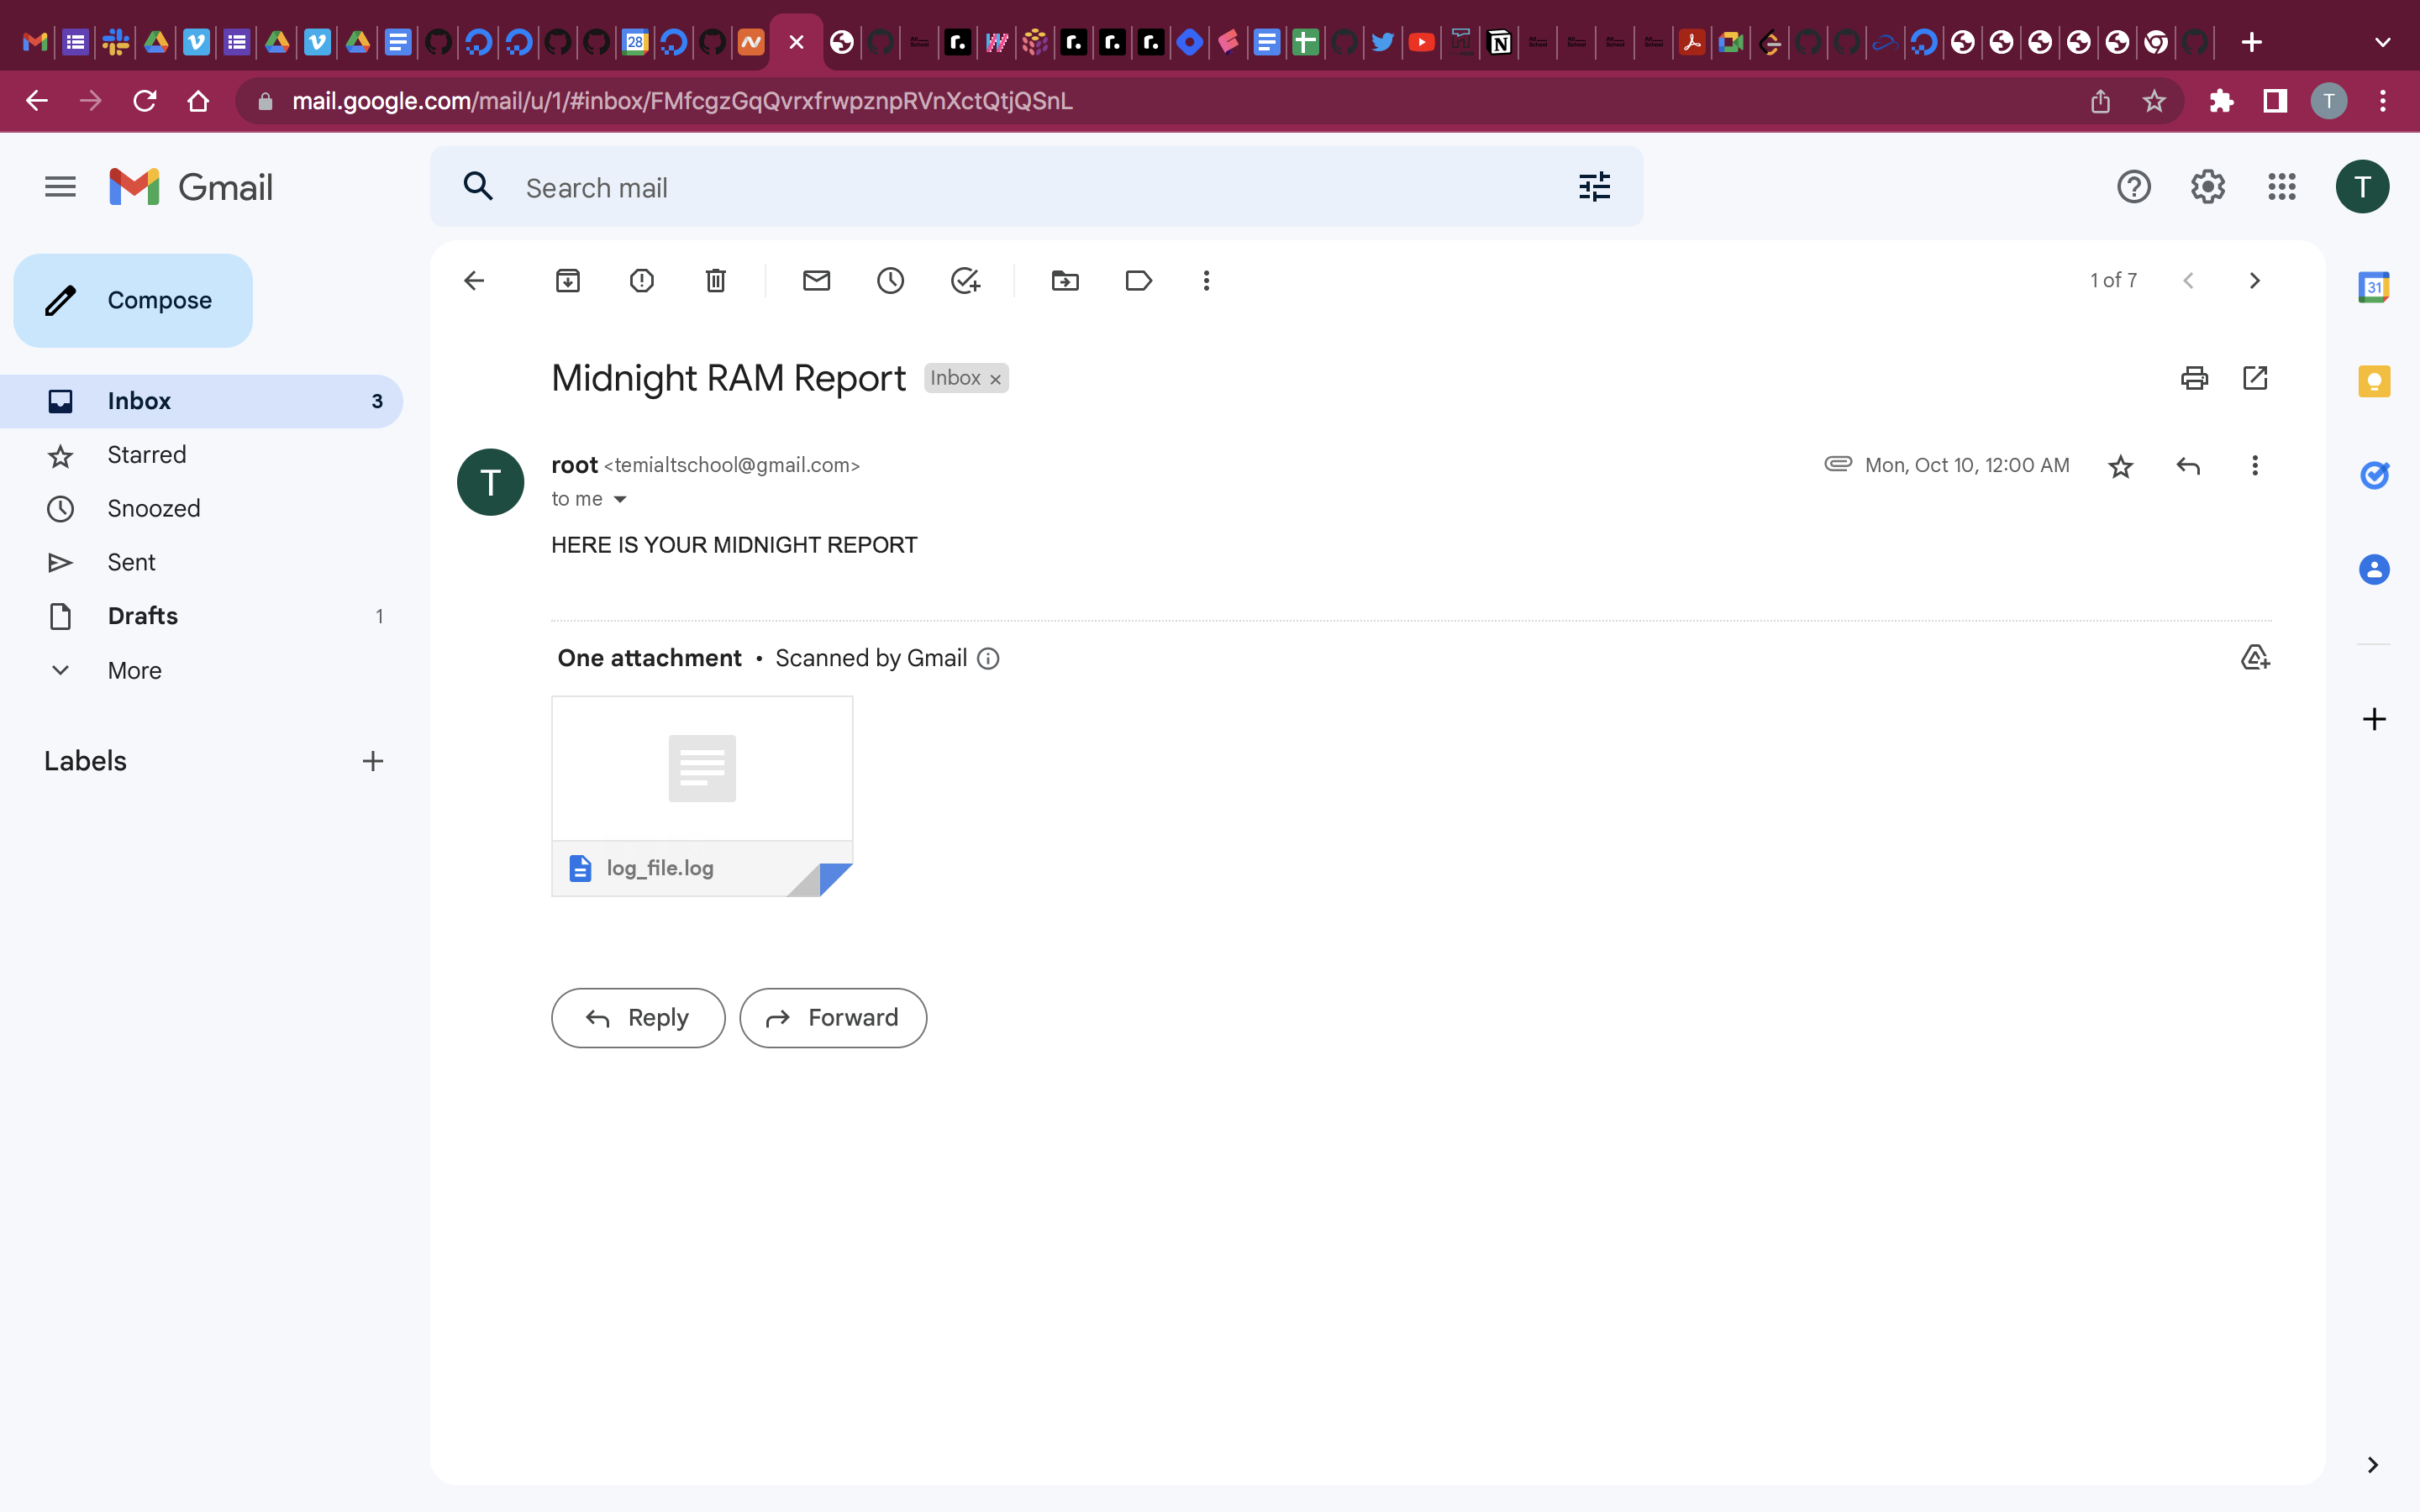 28
mail.google.com/mail/u/1/#inbox/FMfcgzGqQvrxfrwpznpRVnXctQtjQSnL
T
Gmail
Search mail
T
Compose
1 of 7
31
Midnight RAM Report
Inbox ×
Inbox 3
Starred
Snoozed
Sent
Drafts 1
More
Labels
T
root <temialtschool@gmail.com>
Mon, Oct 10, 12:00 AM
to me
HERE IS YOUR MIDNIGHT REPORT
One attachment • Scanned by Gmail
log_file.log
Reply
Forward